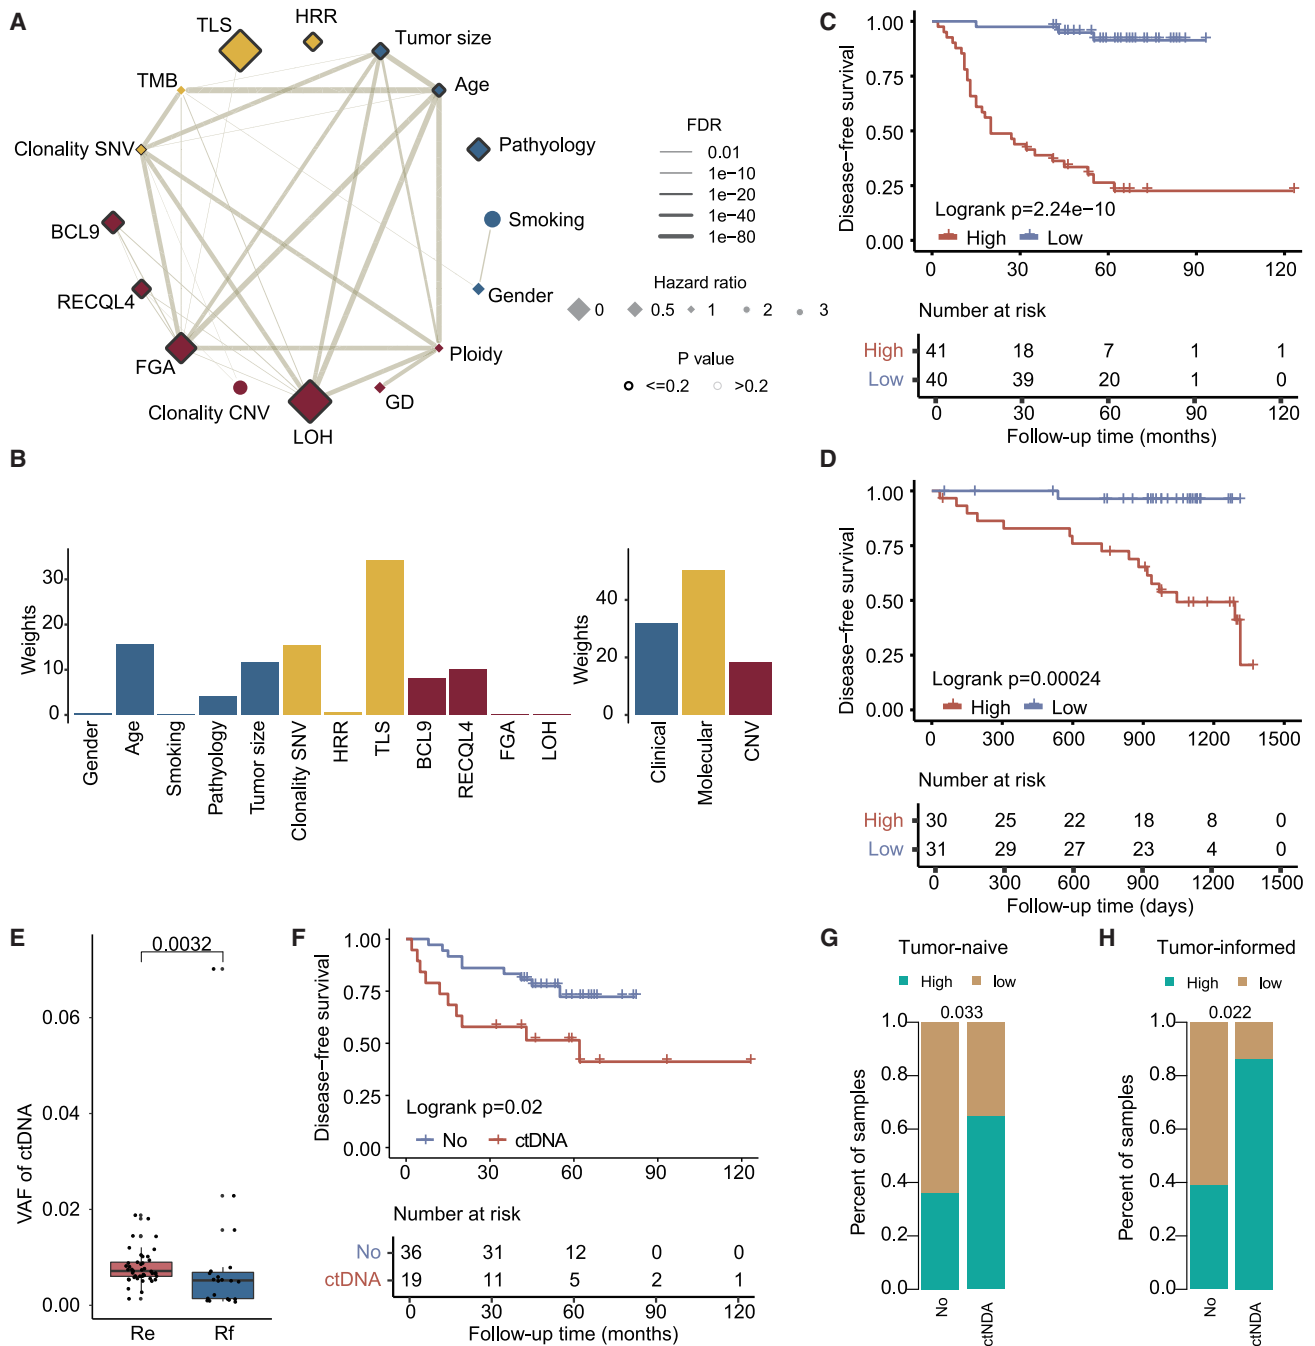 A
TLS
HRR
Tumor size
TMB
Age
Clonality SNV
Pathyology
BCL9
Smoking
RECQL4
Gender
FGA
Ploidy
Clonality CNV
GD
LOH
FDR
0.01
1e−10
1e−20
1e−40
1e−80
Hazard ratio
0 0.5 1 2 3
P value
<=0.2 >0.2
B
Weights
30
20
10
0
Gender
Age
Smoking
Pathyology
Tumor size
Clonality SNV
HRR
TLS
BCL9
RECQL4
FGA
LOH
Weights
40
20
0
Clinical
Molecular
CNV
C
Disease−free survival
1.00
0.75
0.50
0.25
0.00
Logrank p=2.24e−10
High Low
0 30 60 90 120
Number at risk
High 41 18 7 1 1
Low 40 39 20 1 0
0 30 60 90 120
Follow−up time (months)
D
Disease−free survival
1.00
0.75
0.50
0.25
0.00
Logrank p=0.00024
High Low
0 300 600 900 1200 1500
Number at risk
High 30 25 22 18 8 0
Low 31 29 27 23 4 0
0 300 600 900 1200 1500
Follow−up time (days)
E
0.0032
VAF of ctDNA
0.06
0.04
0.02
0.00
Re Rf
F
Disease−free survival
1.00
0.75
0.50
0.25
0.00
Logrank p=0.02
No ctDNA
0 30 60 90 120
Number at risk
No 36 31 12 0 0
ctDNA 19 11 5 2 1
0 30 60 90 120
Follow−up time (months)
G
Tumor-naive
High low
0.033
Percent of samples
1.0
0.8
0.6
0.4
0.2
0.0
No
ctNDA
H
Tumor-informed
High low
0.022
Percent of samples
1.0
0.8
0.6
0.4
0.2
0.0
No
ctNDA